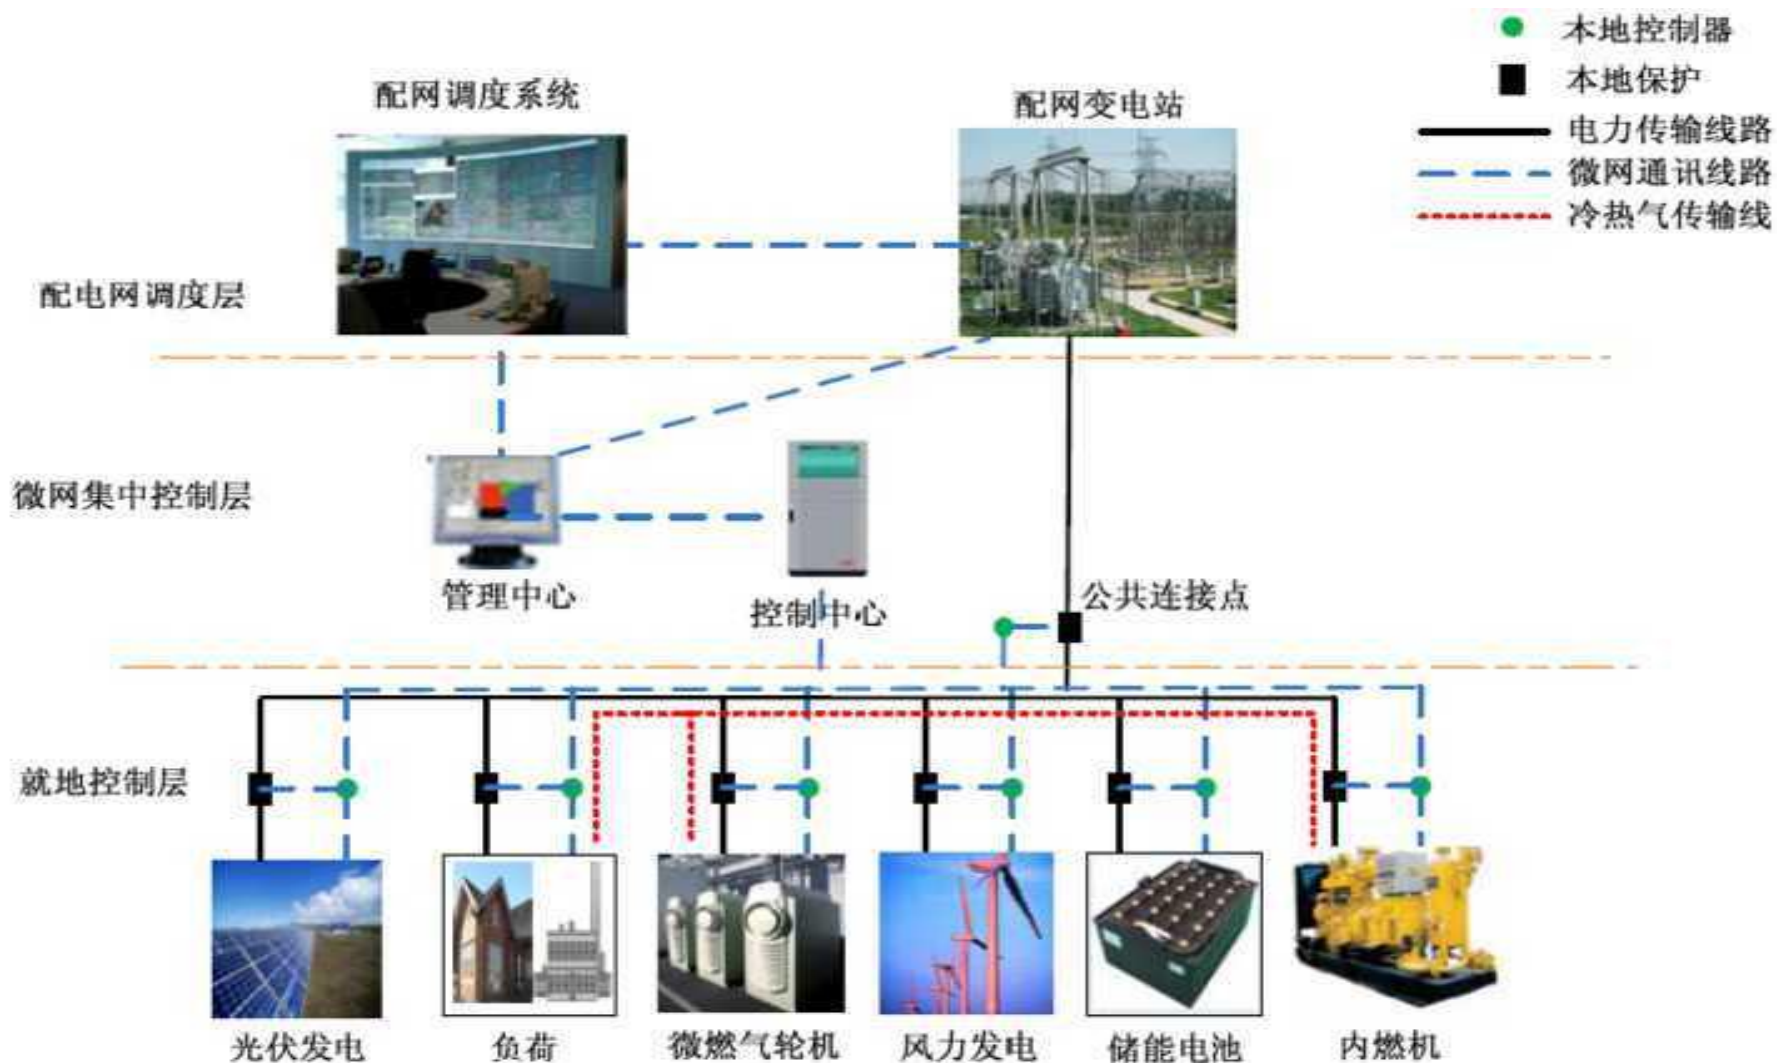 本地控制器
本地保护
电力传输线路
微网通讯线路
冷热气传输线
配网调度系统
配网变电站
配电网调度层
微网集中控制层
管理中心
控制中心
公共连接点
就地控制层
光伏发电
负荷
微燃气轮机
风力发电
储能电池
内燃机